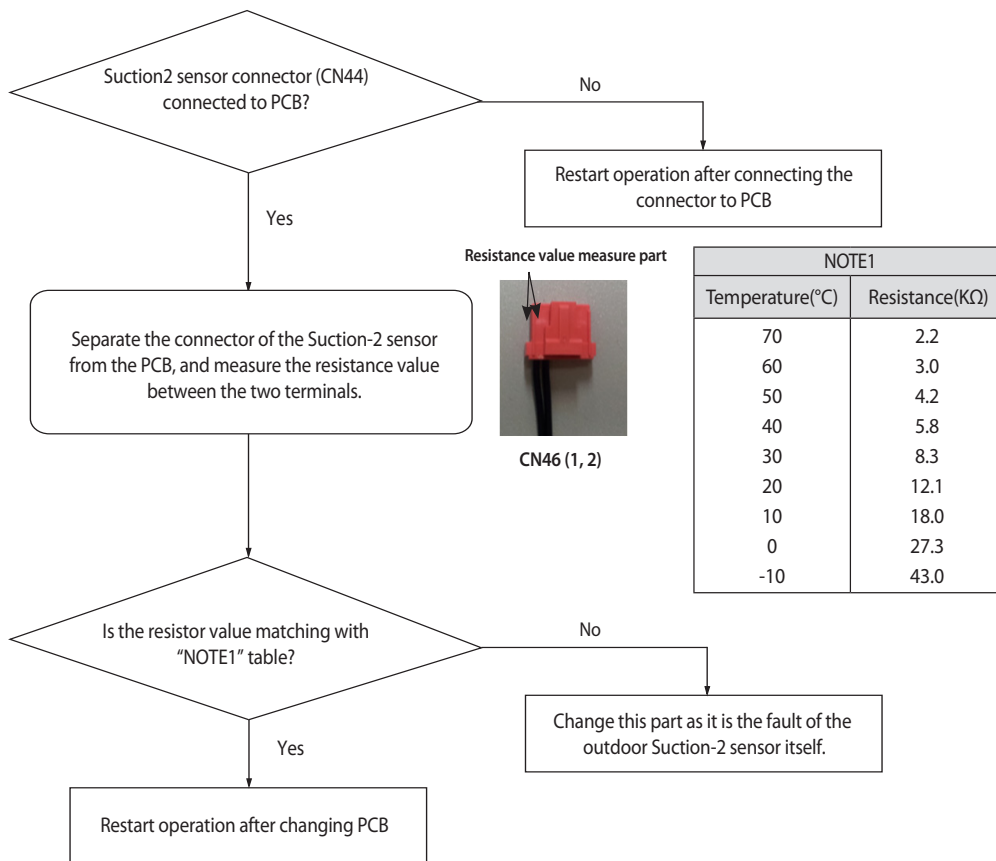 Suction2 sensor connector (CN44)
connected to PCB?
No
Restart operation after connecting the
connector to PCB
Yes
Resistance value measure part
CN46 (1, 2)
NOTE1
Temperature(°C) Resistance(KΩ)
70 2.2
60 3.0
50 4.2
40 5.8
30 8.3
20 12.1
10 18.0
0 27.3
-10 43.0
Separate the connector of the Suction-2 sensor
from the PCB, and measure the resistance value
between the two terminals.
Is the resistor value matching with
“NOTE1” table?
No
Change this part as it is the fault of the
outdoor Suction-2 sensor itself.
Yes
Restart operation after changing PCB